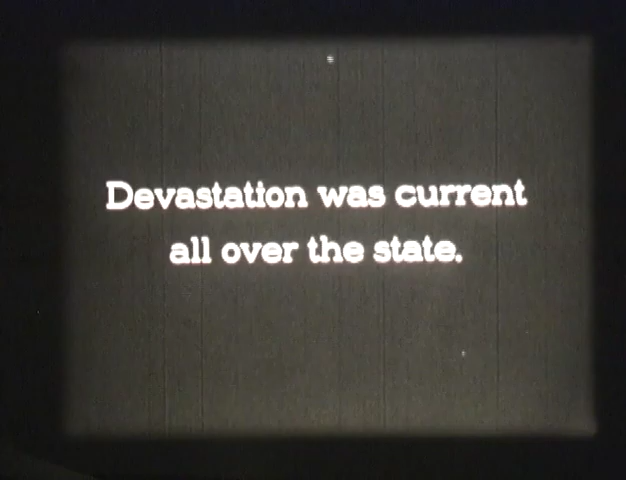 Devastation was current
all over the state.